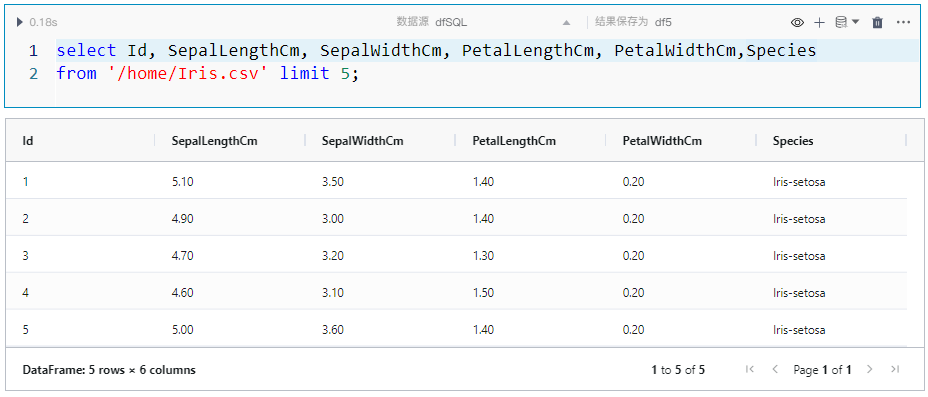 0.18s 数据源 dfSQL 结果保存为 df5
1 select Id, SepalLengthCm, SepalWidthCm, PetalLengthCm, PetalWidthCm,Species
2 from '/home/Iris.csv' limit 5;
Id SepalLengthCm SepalWidthCm PetalLengthCm PetalWidthCm Species
1 5.10 3.50 1.40 0.20 Iris-setosa
2 4.90 3.00 1.40 0.20 Iris-setosa
3 4.70 3.20 1.30 0.20 Iris-setosa
4 4.60 3.10 1.50 0.20 Iris-setosa
5 5.00 3.60 1.40 0.20 Iris-setosa
DataFrame: 5 rows × 6 columns 1 to 5 of 5 Page 1 of 1